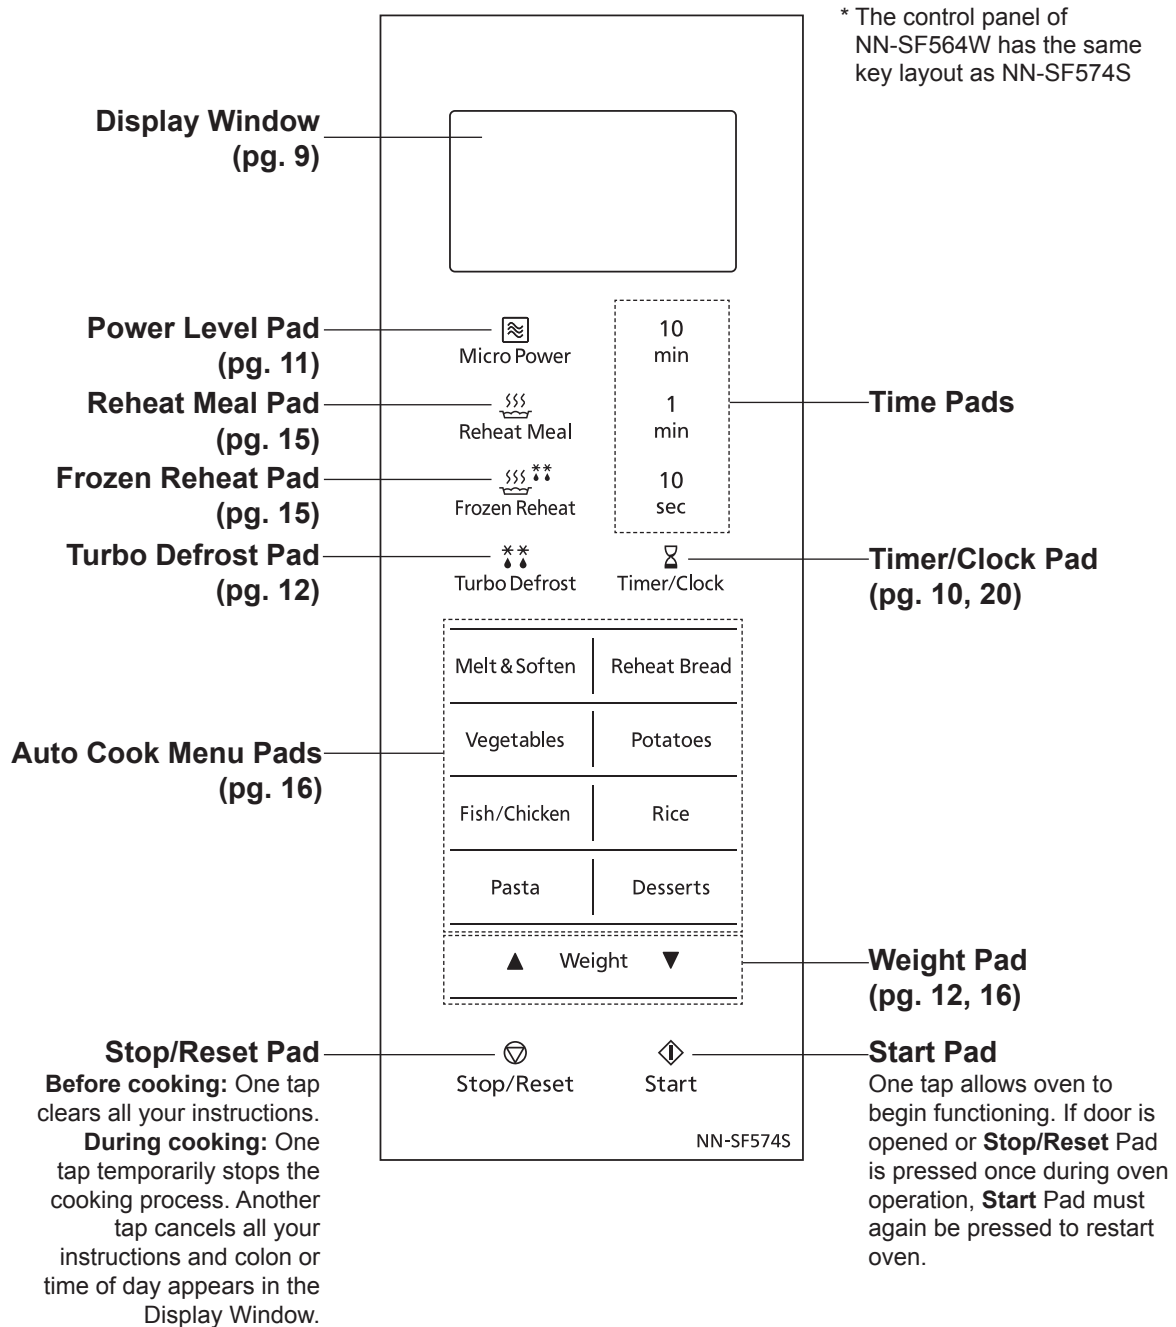 * The control panel of
NN-SF564W has the same
key layout as NN-SF574S
Display Window
(pg. 9)
Power Level Pad
(pg. 11)
Reheat Meal Pad
(pg. 15)
Frozen Reheat Pad
(pg. 15)
Turbo Defrost Pad
(pg. 12)
Auto Cook Menu Pads
(pg. 16)
Stop/Reset Pad
Before cooking: One tap
clears all your instructions.
During cooking: One
tap temporarily stops the
cooking process. Another
tap cancels all your
instructions and colon or
time of day appears in the
Display Window.
Micro Power
Reheat Meal
Frozen Reheat
Turbo Defrost
10
min
1
min
10
sec
Timer/Clock
Melt & Soften
Reheat Bread
Vegetables
Potatoes
Fish/Chicken
Rice
Pasta
Desserts
▲ Weight ▼
Stop/Reset
Start
NN-SF574S
Time Pads
Timer/Clock Pad
(pg. 10, 20)
Weight Pad
(pg. 12, 16)
Start Pad
One tap allows oven to
begin functioning. If door is
opened or Stop/Reset Pad
is pressed once during oven
operation, Start Pad must
again be pressed to restart
oven.